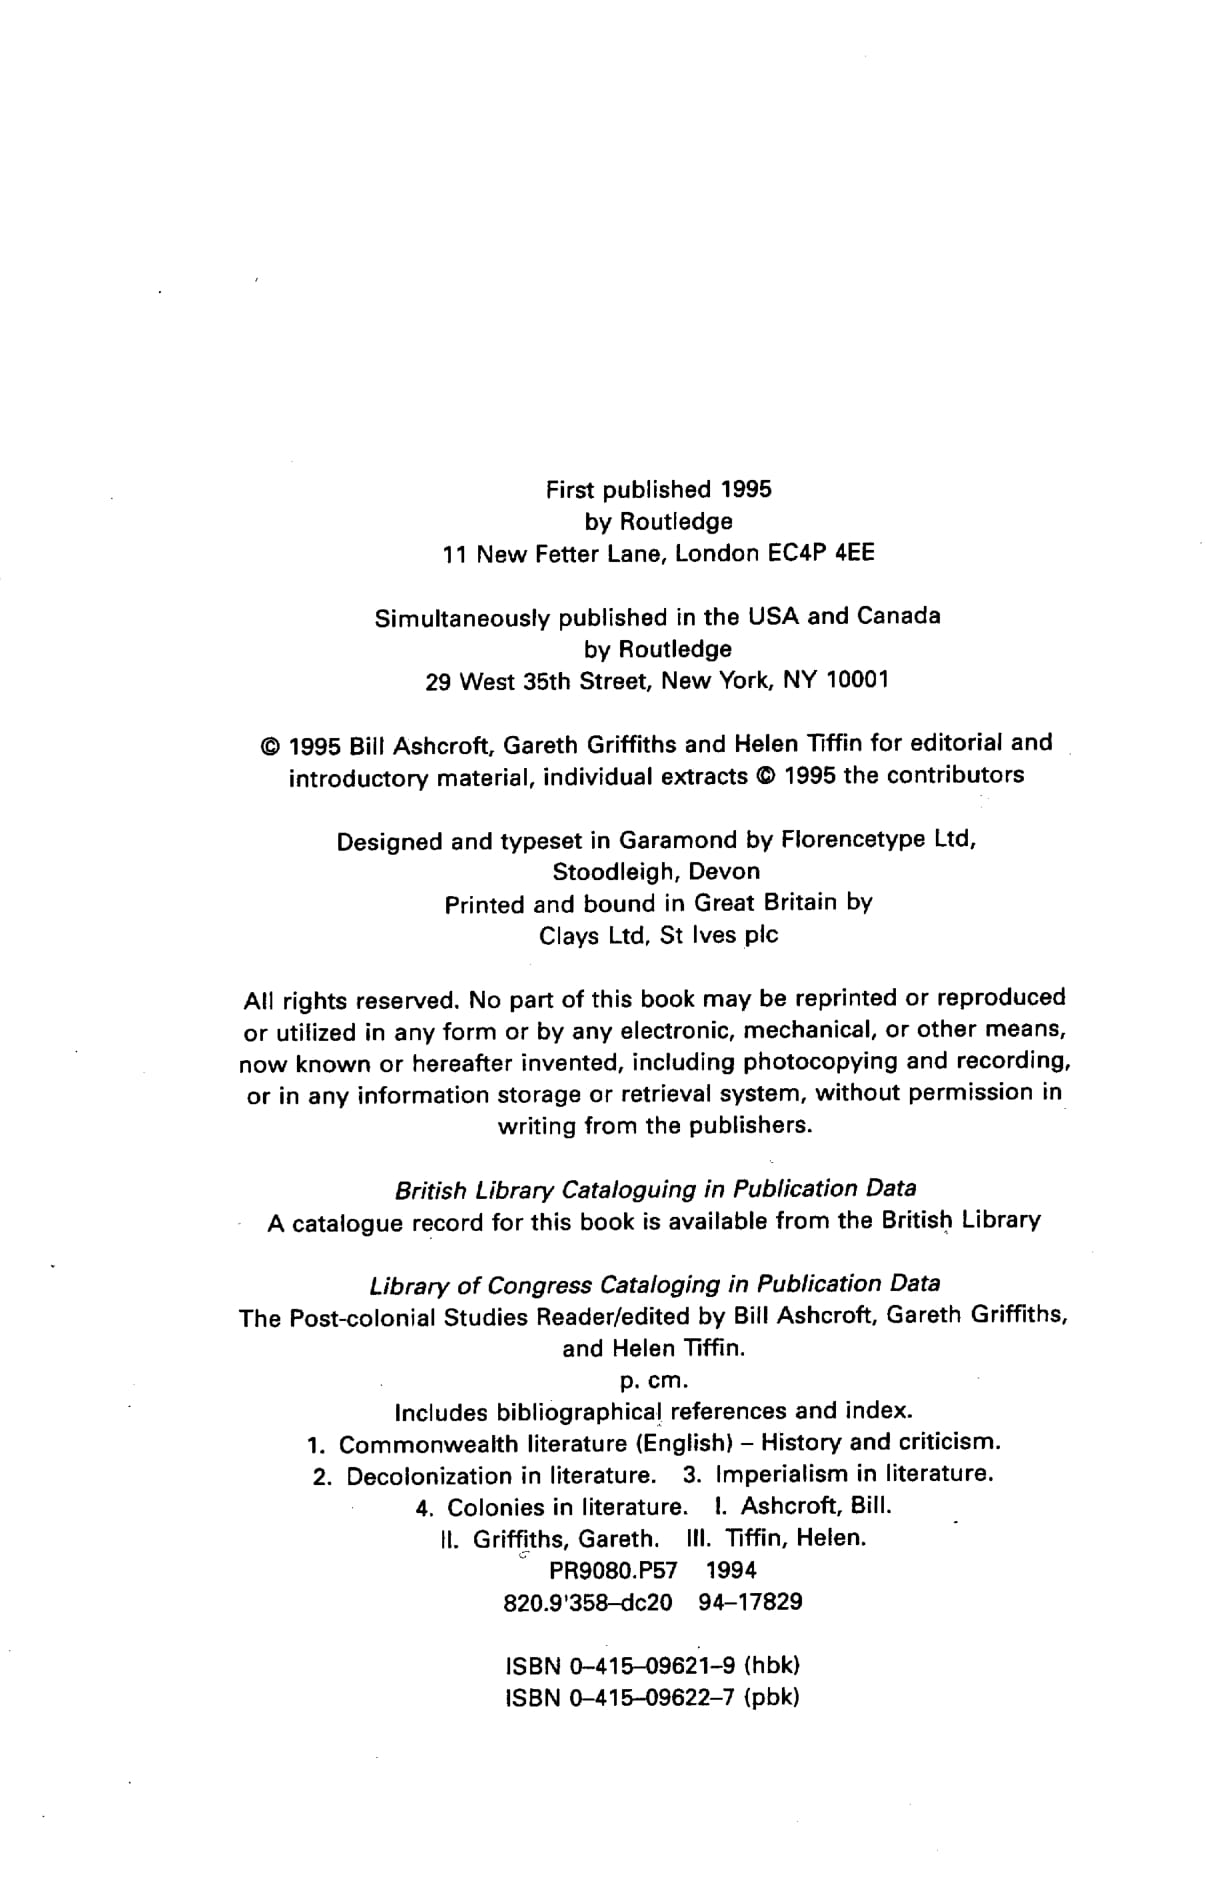 First published 1995
by Routledge
11 New Fetter Lane, London EC4P 4EE
Simultaneously published in the USA and Canada
by Routledge
29 West 35th Street, New York, NY 10001
© 1995 Bill Ashcroft, Gareth Griffiths and Helen Tiffin for editorial and
introductory material, individual extracts © 1995 the contributors
Designed and typeset in Garamond by Florencetype Ltd,
Stoodleigh, Devon
Printed and bound in Great Britain by
Clays Ltd, St Ives plc
All rights reserved. No part of this book may be reprinted or reproduced
or utilized in any form or by any electronic, mechanical, or other means,
now known or hereafter invented, including photocopying and recording,
or in any information storage or retrieval system, without permission in
writing from the publishers.
British Library Cataloguing in Publication Data
A catalogue record for this book is available from the British Library
Library of Congress Cataloging in Publication Data
The Post-colonial Studies Reader/edited by Bill Ashcroft, Gareth Griffiths,
and Helen Tiffin.
p. cm.
Includes bibliographical references and index.
1. Commonwealth literature (English) – History and criticism.
2. Decolonization in literature. 3. Imperialism in literature.
4. Colonies in literature. I. Ashcroft, Bill.
II. Griffiths, Gareth. III. Tiffin, Helen.
PR9080.P57 1994
820.9'358–dc20 94–17829
ISBN 0–415–09621–9 (hbk)
ISBN 0–415–09622–7 (pbk)